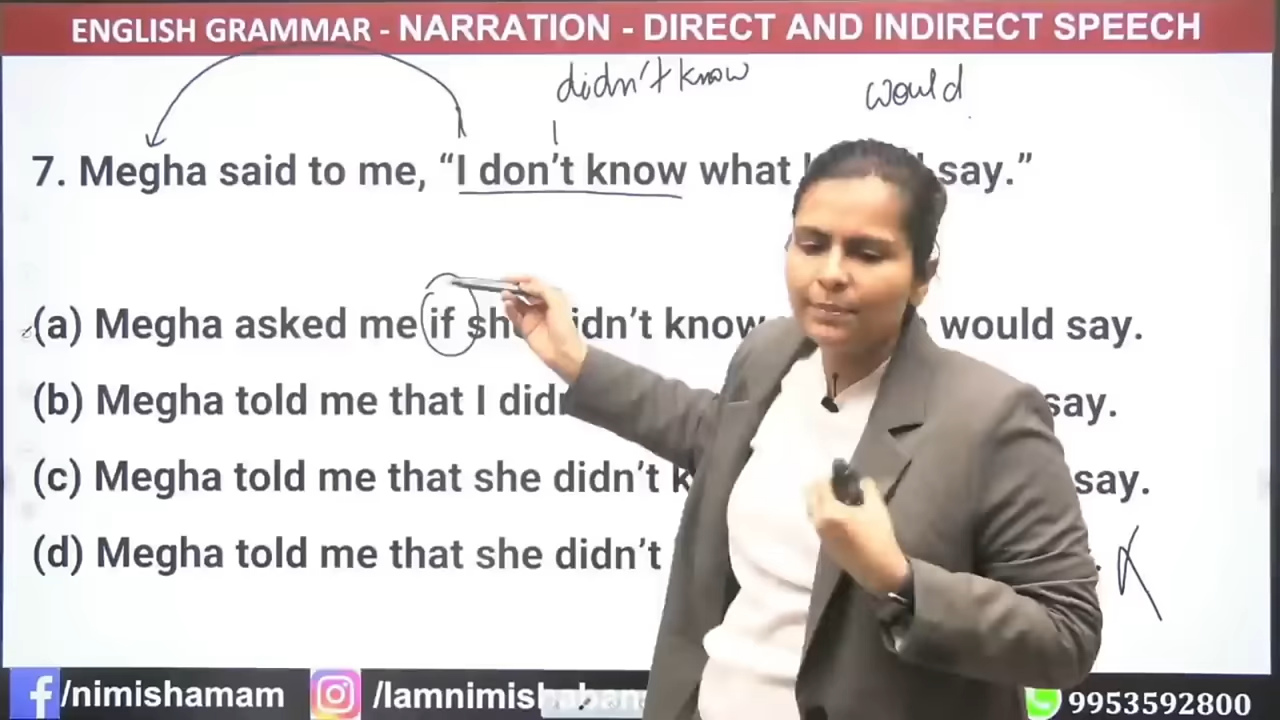 ENGLISH GRAMMAR - NARRATION - DIRECT AND INDIRECT SPEECH
didn't know would
7. Megha said to me, “I don’t know what say.”
(a) Megha asked me if she didn’t know would say.
(b) Megha told me that I say.
(c) Megha told me that she didn’t say.
(d) Megha told me that she didn’t
/nimishamam /Iamnimishabansal 9953592800